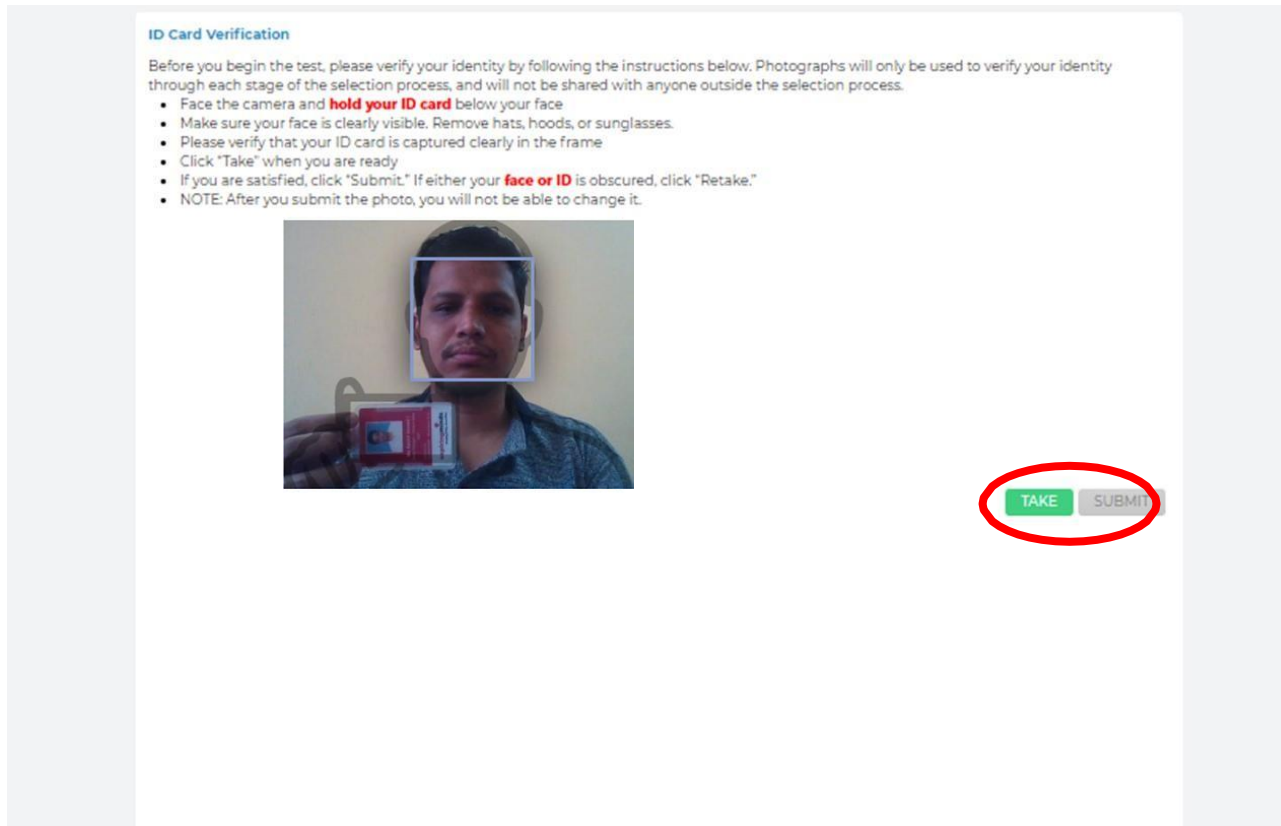 ID Card Verification
Before you begin the test, please verify your identity by following the instructions below. Photographs will only be used to verify your identity
through each stage of the selection process, and will not be shared with anyone outside the selection process.
• Face the camera and hold your ID card below your face
• Make sure your face is clearly visible. Remove hats, hoods, or sunglasses.
• Please verify that your ID card is captured clearly in the frame
• Click "Take" when you are ready
• If you are satisfied, click "Submit." If either your face or ID is obscured, click "Retake."
• NOTE: After you submit the photo, you will not be able to change it.
TAKE SUBMIT